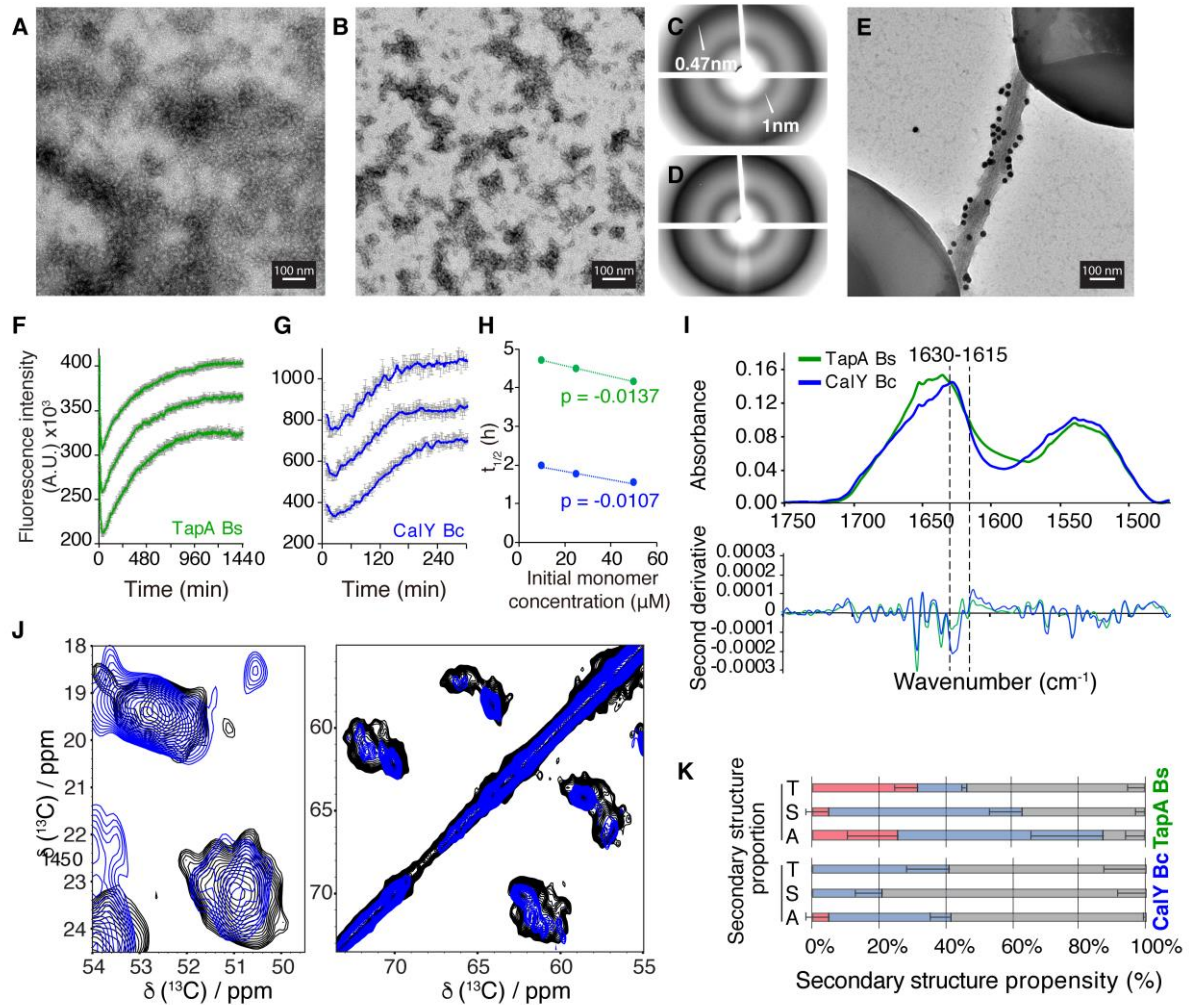 A
B
C
E
0.47nm
1nm
D
100 nm
100 nm
100 nm
F
G
H
I
Fluorescence intensity
(A.U.) x10³
400
350
300
250
200
TapA Bs
0
480
960
1440
Time (min)
1000
800
600
400
200
CalY Bc
0
120
240
Time (min)
t1/2 (h)
5
4
3
2
1
0
p = -0.0137
p = -0.0107
0
20
40
60
Initial monomer
concentration (µM)
TapA Bs
CalY Bc
1630-1615
Absorbance
0.16
0.12
0.08
0.04
0.00
1750
1700
1650
1600
1550
1500
Second derivative
0.0003
0.0002
0.0001
0
-0.0001
-0.0002
-0.0003
Wavenumber (cm⁻¹)
J
18
19
20
21
22
1450
23
24
δ (¹³C) / ppm
54
53
52
51
50
δ (¹³C) / ppm
60
65
70
70
65
60
55
δ (¹³C) / ppm
K
Secondary structure
proportion
T
S
A
T
S
A
TapA Bs
CalY Bc
0%
20%
40%
60%
80%
100%
Secondary structure propensity (%)